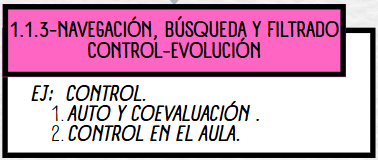 1.1.3-NAVEGACIÓN, BÚSQUEDA Y FILTRADO
CONTROL-EVOLUCIÓN
EJ: CONTROL.
1. AUTO Y COEVALUACIÓN .
2. CONTROL EN EL AULA.